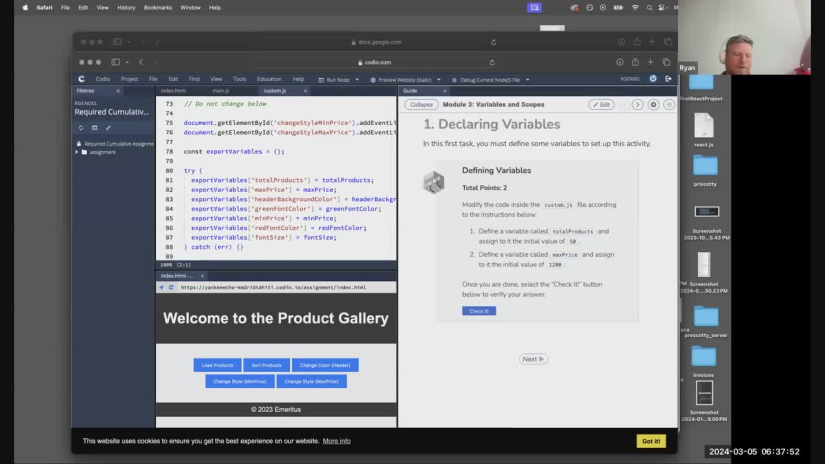 Safari File Edit View History Bookmarks Window Help
docs.google.com
codio.com
Codio Project File Edit Find View Tools Education Help Run Node Preview Website (static) Debug Current NodeJS file RGENDEL
Filetree
RGENDEL
Required Cumulativ...
Required Cumulative Assignme
assignment
index.htm main.js custom.js
73 // Do not change below
74
75 document.getElementById('changeStyleMinPrice').addEventLi
76 document.getElementById('changeStyleMaxPrice').addEventLi
77
78 const exportVariables = {};
79
80 try {
81 exportVariables['totalProducts'] = totalProducts;
82 exportVariables['maxPrice'] = maxPrice;
83 exportVariables['headerBackgroundColor'] = headerBackgr
84 exportVariables['greenFontColor'] = greenFontColor;
85 exportVariables['minPrice'] = minPrice;
86 exportVariables['redFontColor'] = redFontColor;
87 exportVariables['fontSize'] = fontSize;
88 } catch (err) {}
89
100% (1:1)
index.html -...
https://yankeeecho-madridtahiti.codio.io/assignment/index.html
Welcome to the Product Gallery
Load Products Sort Products Change Color (Header)
Change Style (MinPrice) Change Style (MaxPrice)
© 2023 Emeritus
Guide
Collapse Module 3: Variables and Scopes Edit
1. Declaring Variables
In this first task, you must define some variables to set up this activity.
Defining Variables
Total Points: 2
Modify the code inside the custom.js file according
to the instructions below:
1. Define a variable called totalProducts and
assign to it the initial value of 50 .
2. Define a variable called maxPrice and assign
to it the initial value of 1200 .
Once you are done, select the “Check It!” button
below to verify your answer.
Check It!
Next
This website uses cookies to ensure you get the best experience on our website. More info
Got it!
Ryan
firstReactProject
react.js
priscotty
Screenshot
2023-10...5.43 PM
Screenshot
2024-0...56.23 PM
prescotty_server
invoices
Screenshot
2024-01...9.00 PM
2024-03-05 06:37:52